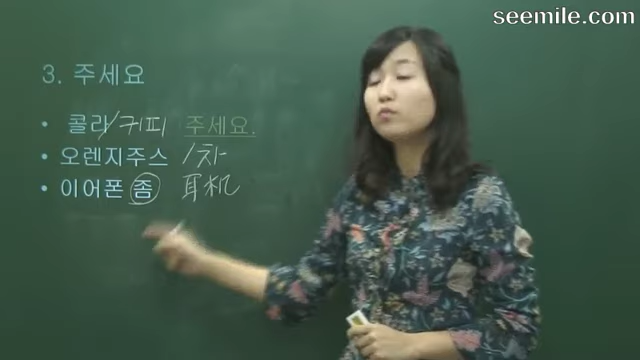 seemile.com
3. 주세요
• 콜라/커피 주세요.
• 오렌지주스 /차
• 이어폰 좀 耳机